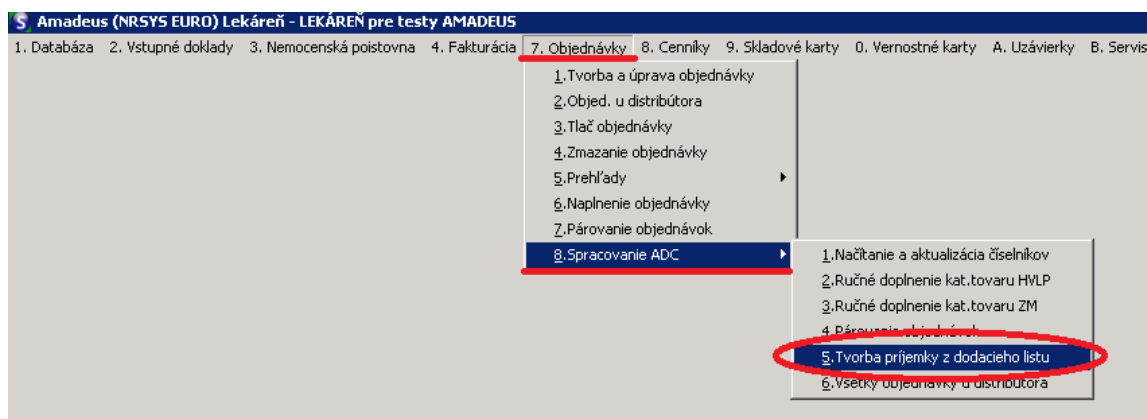 Amadeus (NRSYS EURO) Lekáreň - LEKÁREŇ pre testy AMADEUS
1. Databáza 2. Vstupné doklady 3. Nemocenská poistovna 4. Fakturácia 7. Objednávky 8. Cenníky 9. Skladové karty 0. Vernostné karty A. Uzávierky B. Servis
1.Tvorba a úprava objednávky
2.Objed. u distribútora
3.Tlač objednávky
4.Zmazanie objednávky
5.Prehľady
6.Naplnenie objednávky
7.Párovanie objednávok
8.Spracovanie ADC
1.Načítanie a aktualizácia číselníkov
2.Ručné doplnenie kat.tovaru HVLP
3.Ručné doplnenie kat.tovaru ZM
4.Párovanie objednávok
5.Tvorba príjemky z dodacieho listu
6.Vsetky objednávky u distribútora